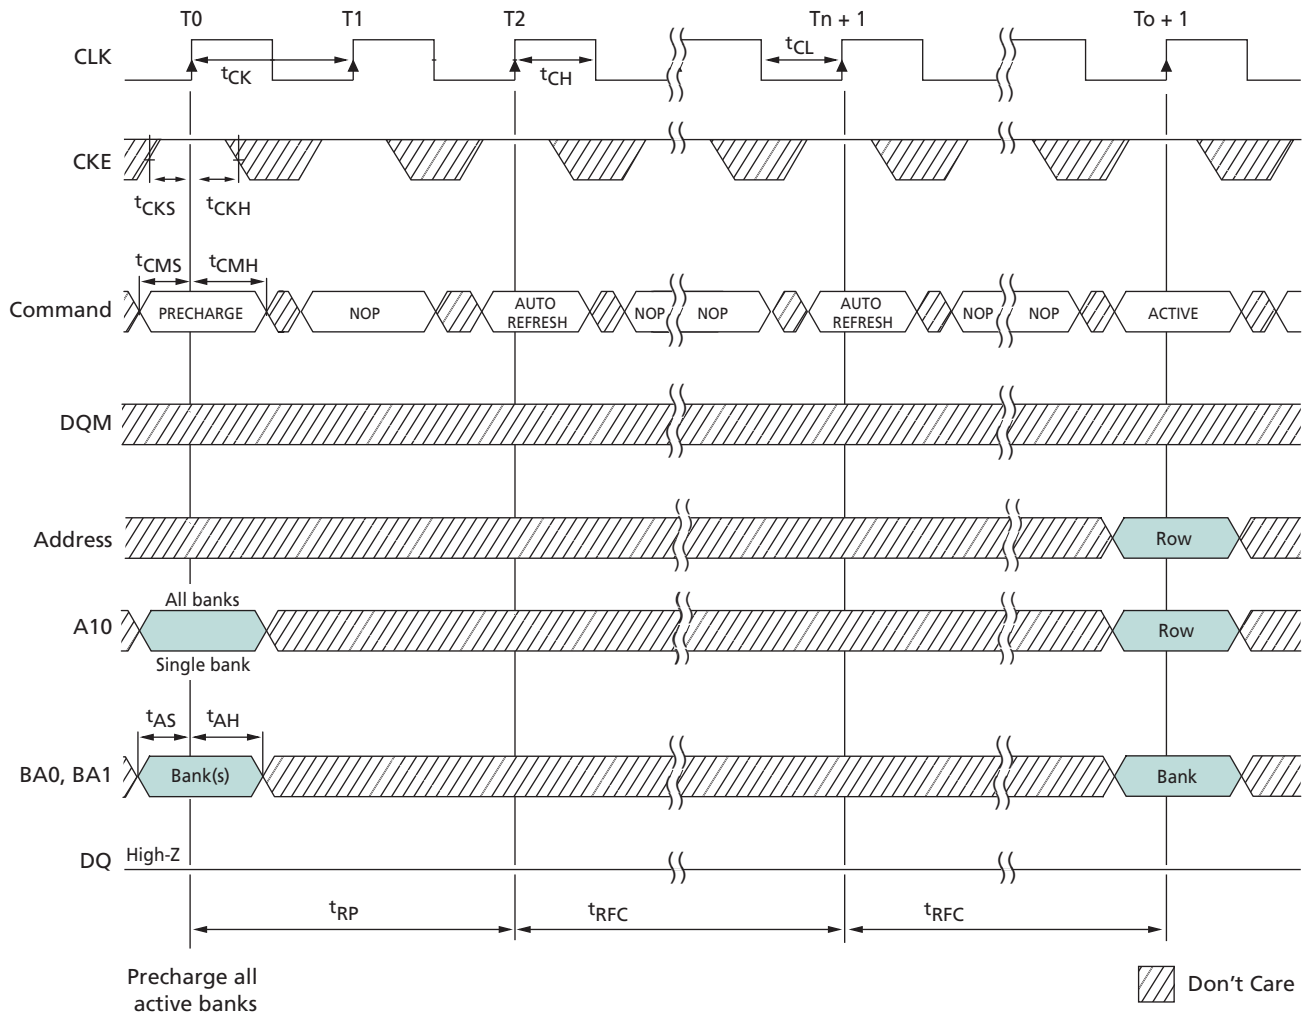 T0 T1 T2 Tn + 1 To + 1
CLK
tCK tCH tCL
CKE
tCKS tCKH
tCMS tCMH
Command PRECHARGE NOP AUTO REFRESH NOP NOP AUTO REFRESH NOP NOP ACTIVE
DQM
Address Row
All banks
A10 Row
Single bank
tAS tAH
BA0, BA1 Bank(s) Bank
DQ High-Z
tRP tRFC tRFC
Precharge all
active banks
Don't Care